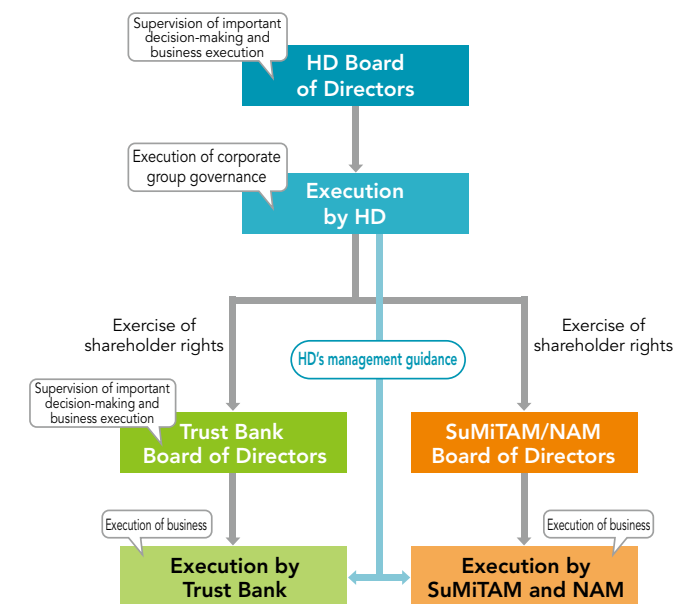 Supervision of important
decision-making and
business execution
HD Board
of Directors
Execution of corporate
group governance
Execution
by HD
Exercise of
shareholder rights
HD's management guidance
Exercise of
shareholder rights
Supervision of important
decision-making and
business execution
Trust Bank
Board of Directors
SuMiTAM/NAM
Board of Directors
Execution of business
Execution of business
Execution by
Trust Bank
Execution by
SuMiTAM and NAM